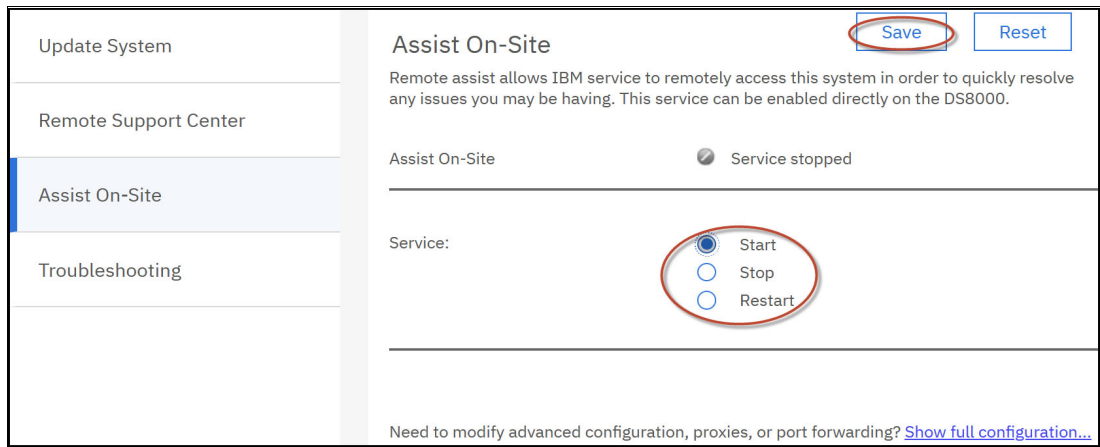 Update System
Remote Support Center
Assist On-Site
Troubleshooting
Assist On-Site
Save
Reset
Remote assist allows IBM service to remotely access this system in order to quickly resolve
any issues you may be having. This service can be enabled directly on the DS8000.
Assist On-Site
Service stopped
Service:
Start
Stop
Restart
Need to modify advanced configuration, proxies, or port forwarding? Show full configuration...